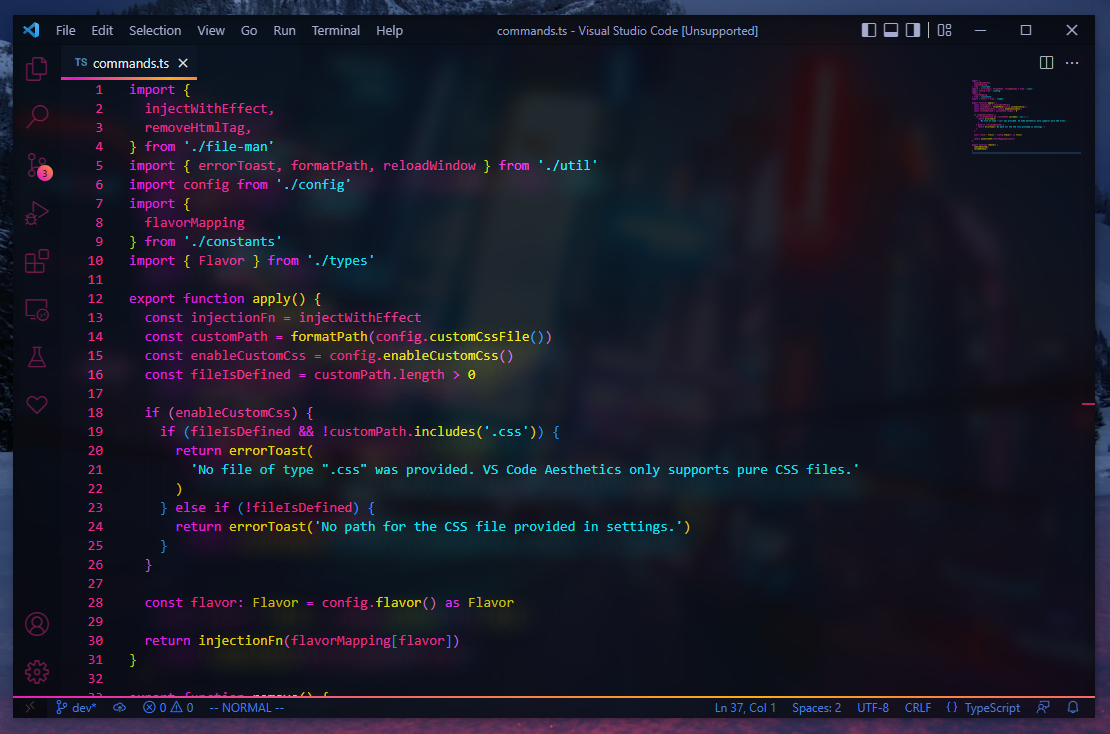 File Edit Selection View Go Run Terminal Help commands.ts - Visual Studio Code [Unsupported]
TS commands.ts
1 import {
2 injectWithEffect,
3 removeHtmlTag,
4 } from './file-man'
5 import { errorToast, formatPath, reloadWindow } from './util'
6 import config from './config'
7 import {
8 flavorMapping
9 } from './constants'
10 import { Flavor } from './types'
11
12 export function apply() {
13 const injectionFn = injectWithEffect
14 const customPath = formatPath(config.customCssFile())
15 const enableCustomCss = config.enableCustomCss()
16 const fileIsDefined = customPath.length > 0
17
18 if (enableCustomCss) {
19 if (fileIsDefined && !customPath.includes('.css')) {
20 return errorToast(
21 'No file of type ".css" was provided. VS Code Aesthetics only supports pure CSS files.'
22 )
23 } else if (!fileIsDefined) {
24 return errorToast('No path for the CSS file provided in settings.')
25 }
26 }
27
28 const flavor: Flavor = config.flavor() as Flavor
29
30 return injectionFn(flavorMapping[flavor])
31 }
32
33 export function remove() {
3
dev* 0 0 -- NORMAL -- Ln 37, Col 1 Spaces: 2 UTF-8 CRLF {} TypeScript